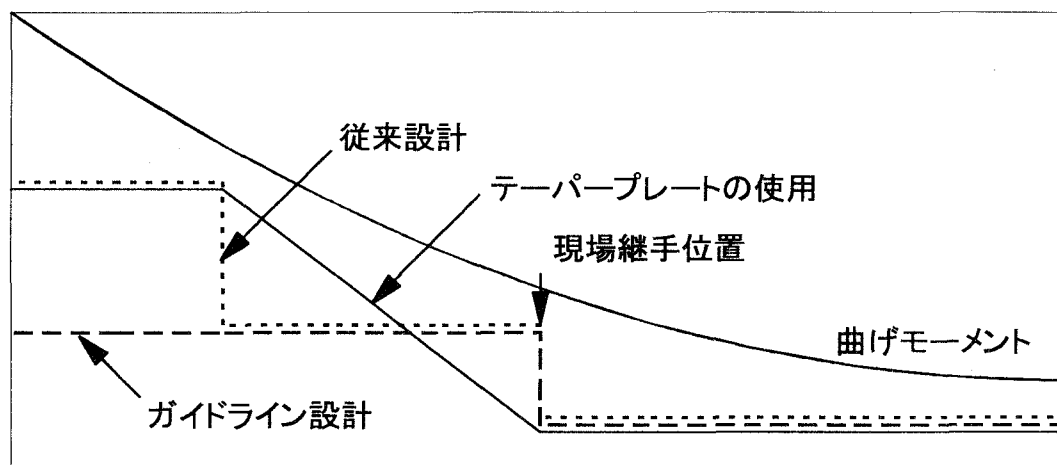 従来設計
テーパープレートの使用
現場継手位置
曲げモーメント
ガイドライン設計